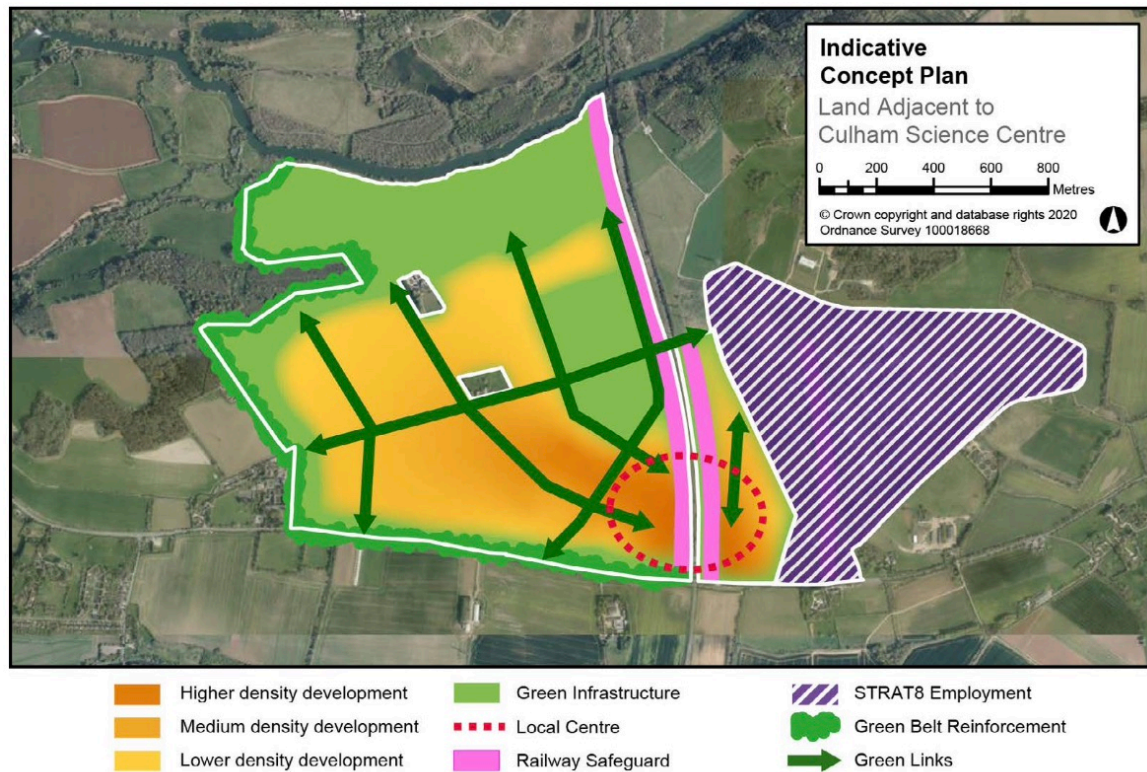 Indicative
Concept Plan
Land Adjacent to
Culham Science Centre
0 200 400 600 800
Metres
© Crown copyright and database rights 2020
Ordnance Survey 100018668
Higher density development
Medium density development
Lower density development
Green Infrastructure
Local Centre
Railway Safeguard
STRAT8 Employment
Green Belt Reinforcement
Green Links